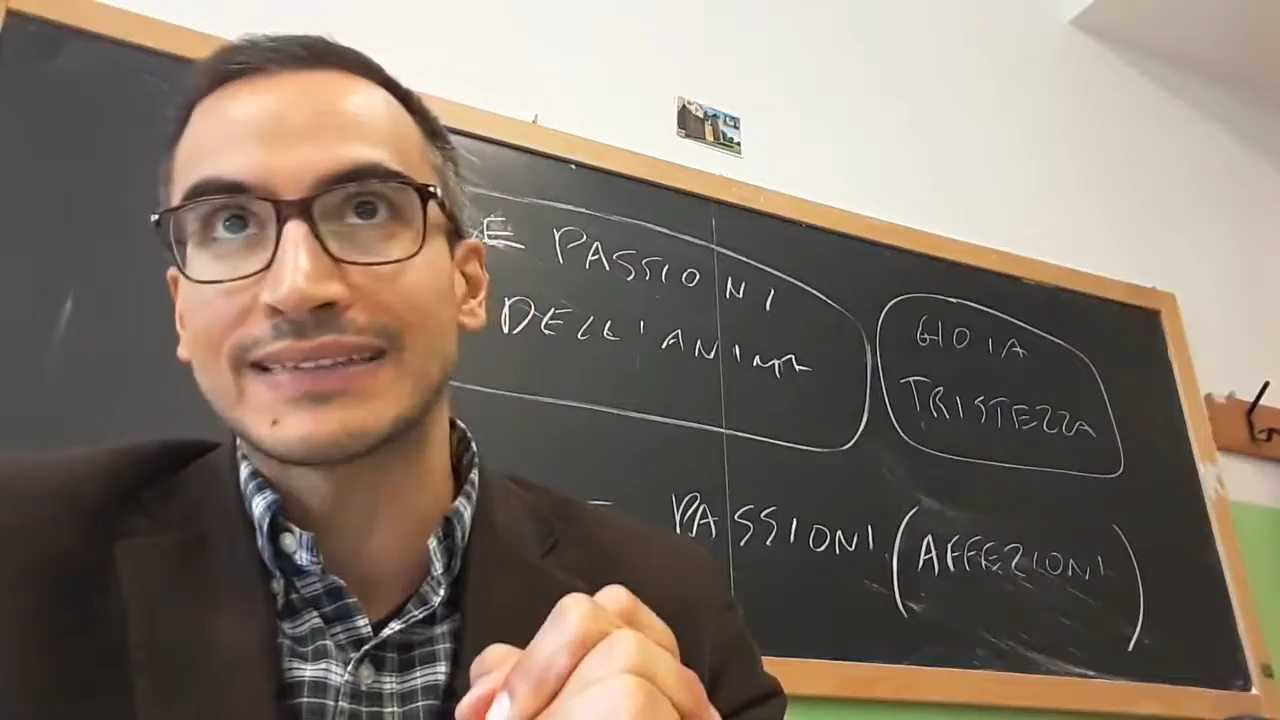 E PASSIONI
DELL'ANIMA
GIOIA
TRISTEZZA
PASSIONI (AFFEZIONI)